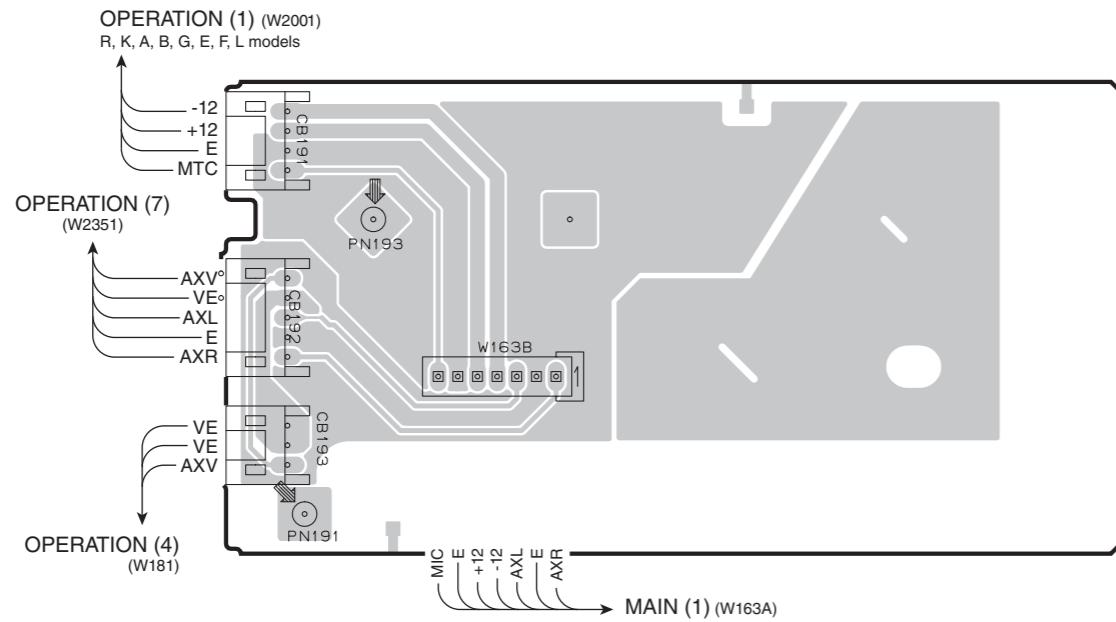 OPERATION (1) (W2001)
R, K, A, B, G, E, F, L models
-12
+12
E
MTC
CB191
OPERATION (7)
(W2351)
PN193
AXV
VE
AXL
E
AXR
CB192
W163B
1
VE
VE
AXV
CB193
OPERATION (4)
(W181)
PN191
MIC
E
+12
-12
AXL
E
AXR
MAIN (1) (W163A)